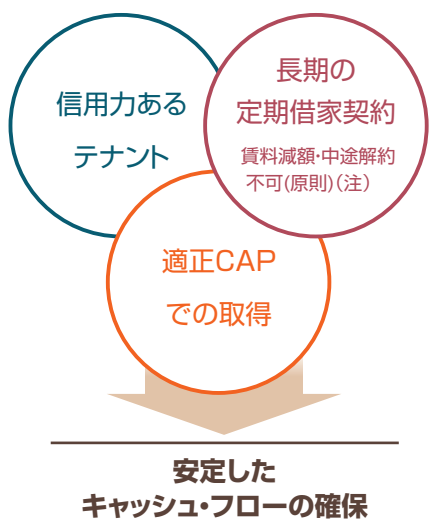 信用力ある
テナント
長期の
定期借家契約
賃料減額・中途解約
不可(原則)(注)
適正CAP
での取得
安定した
キャッシュ・フローの確保